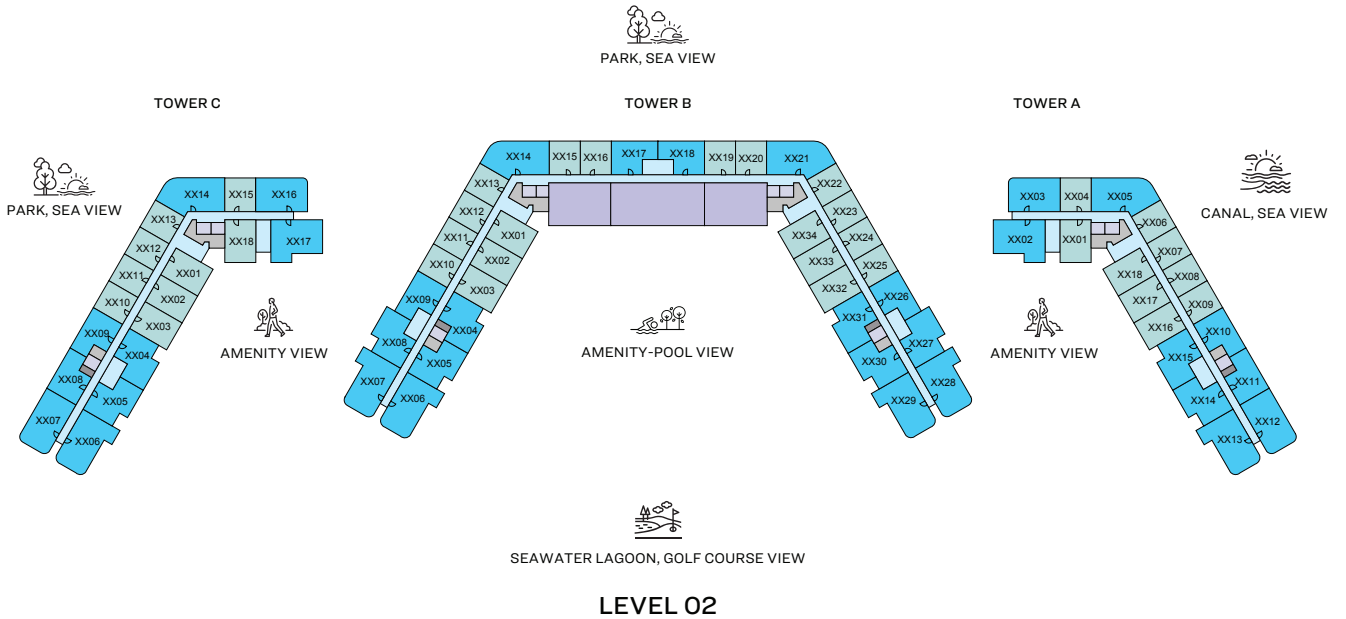 PARK, SEA VIEW
TOWER C
TOWER B
TOWER A
PARK, SEA VIEW
CANAL, SEA VIEW
XX14
XX15
XX16
XX13
XX12
XX11
XX10
XX09
XX08
XX07
XX18
XX17
XX01
XX02
XX03
XX04
XX05
XX06
AMENITY VIEW
XX14
XX15
XX16
XX17
XX18
XX19
XX20
XX21
XX13
XX12
XX11
XX10
XX09
XX08
XX07
XX01
XX02
XX03
XX04
XX05
XX06
XX22
XX23
XX24
XX25
XX26
XX27
XX28
XX34
XX33
XX32
XX31
XX30
XX29
AMENITY-POOL VIEW
XX03
XX04
XX05
XX02
XX01
XX06
XX07
XX08
XX09
XX10
XX11
XX12
XX18
XX17
XX16
XX15
XX14
XX13
AMENITY VIEW
SEAWATER LAGOON, GOLF COURSE VIEW
LEVEL 02